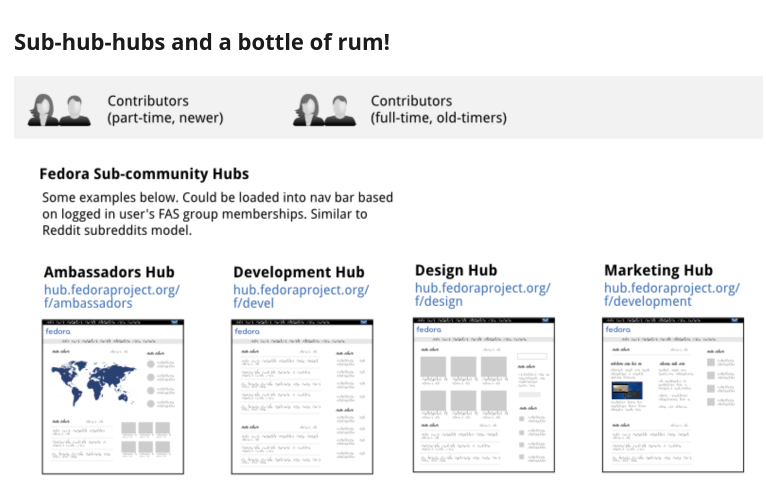 Sub-hub-hubs and a bottle of rum!
Contributors
(part-time, newer)
Contributors
(full-time, old-timers)
Fedora Sub-community Hubs
Some examples below. Could be loaded into nav bar based
on logged in user's FAS group memberships. Similar to
Reddit subreddits model.
Ambassadors Hub
hub.fedoraproject.org/
f/ambassadors
fedora
Development Hub
hub.fedoraproject.org/
f/devel
fedora
Design Hub
hub.fedoraproject.org/
f/design
fedora
Marketing Hub
hub.fedoraproject.org/
f/development
fedora